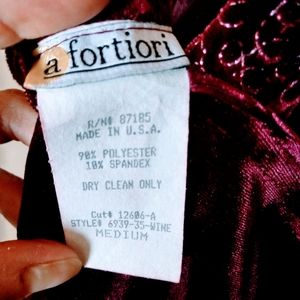 a fortiori
R/N# 87185
MADE IN U.S.A.
90% POLYESTER
10% SPANDEX
DRY CLEAN ONLY
Cut# 12606-A
STYLE# 6939-35-WINE
MEDIUM